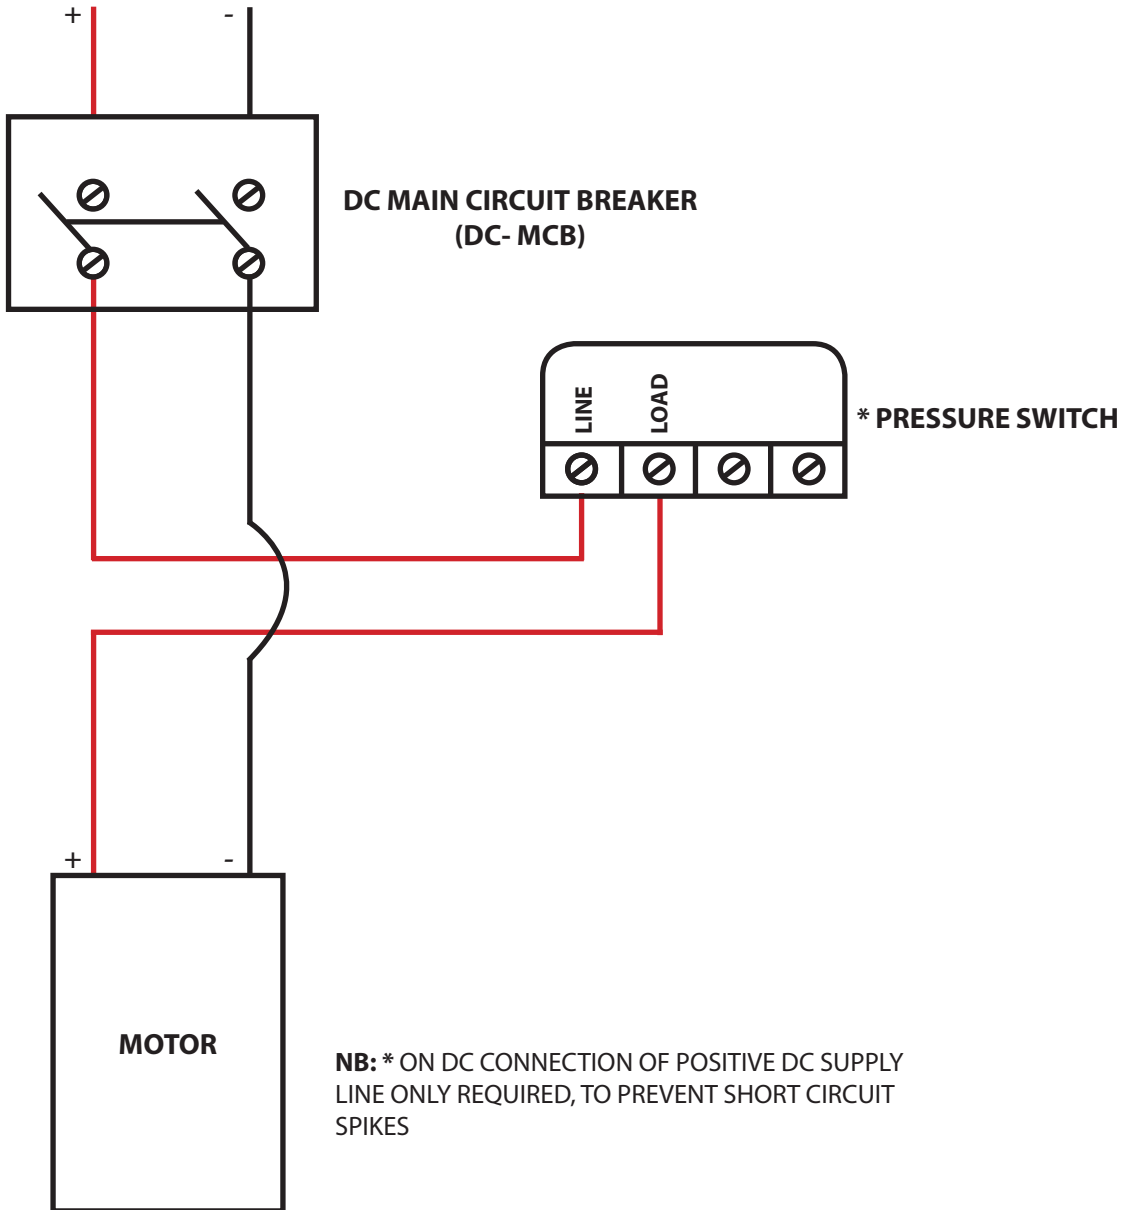 + -
DC MAIN CIRCUIT BREAKER
(DC- MCB)
LINE
LOAD
* PRESSURE SWITCH
+ -
MOTOR
NB: * ON DC CONNECTION OF POSITIVE DC SUPPLY
LINE ONLY REQUIRED, TO PREVENT SHORT CIRCUIT
SPIKES